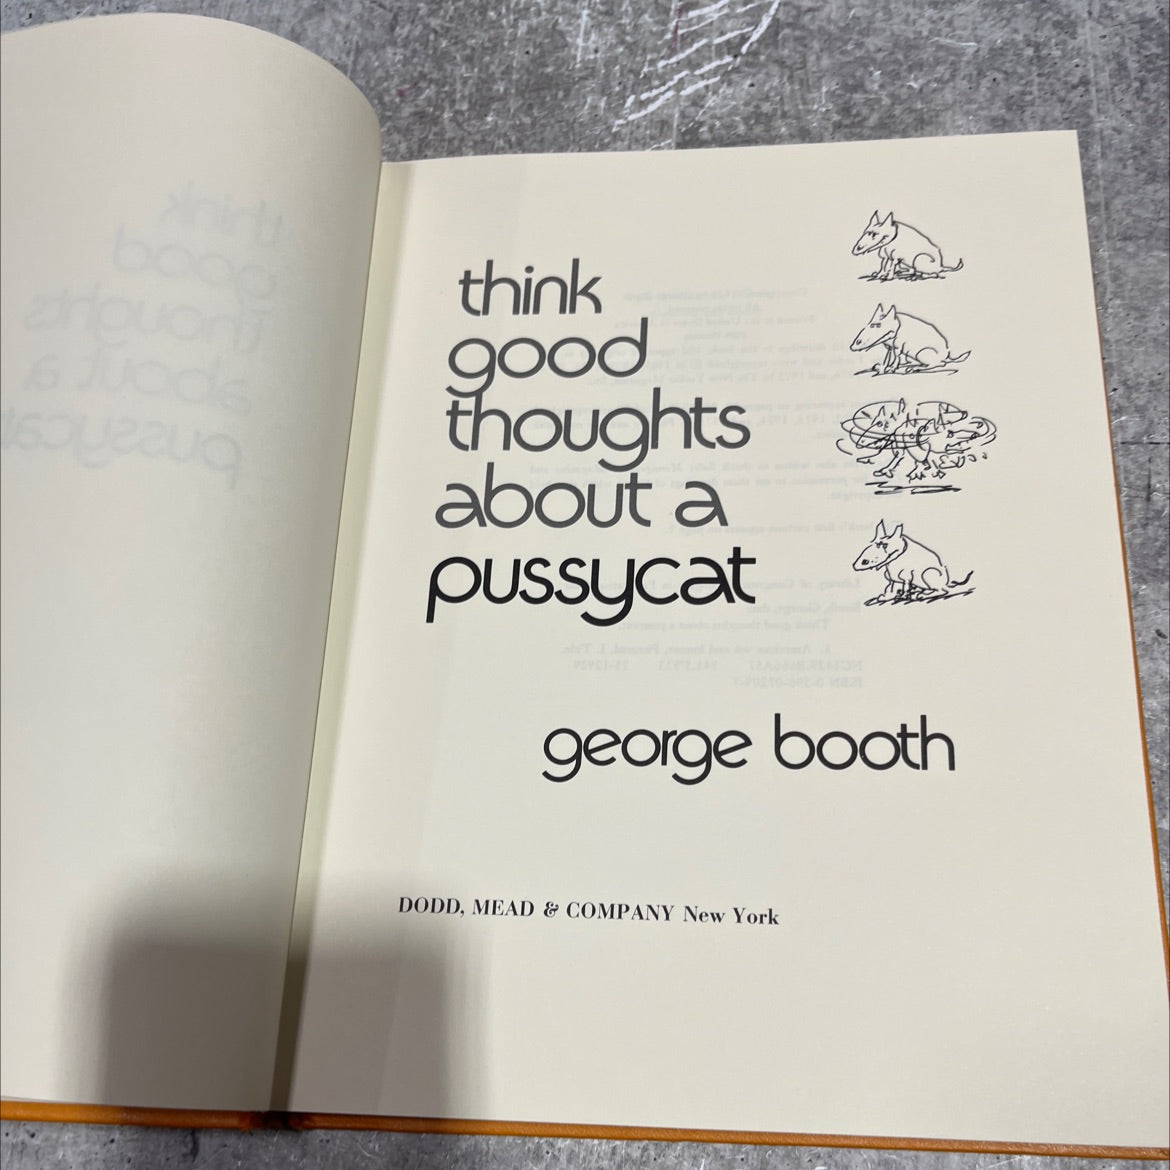 think
good
thoughts
about a
pussycat
george booth
DODD, MEAD & COMPANY New York